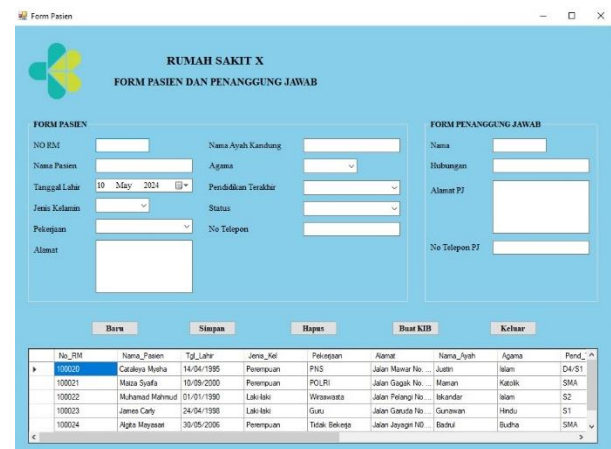 Form Pasien
RUMAH SAKIT X
FORM PASIEN DAN PENANGGUNG JAWAB
FORM PASIEN
NO RM
Nama Pasien
Tanggal Lahir
10 May 2024
Jenis Kelamin
Pekerjaan
Alamat
Nama Ayah Kandung
Agama
Pendidikan Terakhir
Status
No Telepon
FORM PENANGGUNG JAWAB
Nama
Hubungan
Alamat PJ
No Telepon PJ
Baru Simpan Hapus Buat KIB Keluar
No_RM Nama_Pasien Tgl_Lahir Jenis_Kel Pekerjaan Alamat Nama_Ayah Agama Pend_
100020 Cataleya Mysha 14/04/1995 Perempuan PNS Jalan Mawar No. ... Justin Islam D4/S1
100021 Maiza Syaifa 10/09/2000 Perempuan POLRI Jalan Gagak No. ... Maman Katolik SMA
100022 Muhamad Mahmud 01/01/1990 Laki-laki Wiraswasta Jalan Pelangi No... Iskandar Islam S2
100023 James Carly 24/04/1998 Laki-laki Guru Jalan Garuda No... Gunawan Hindu S1
100024 Algita Mayasari 30/05/2006 Perempuan Tidak Bekerja Jalan Jayagiri N0... Badrul Budha SMA